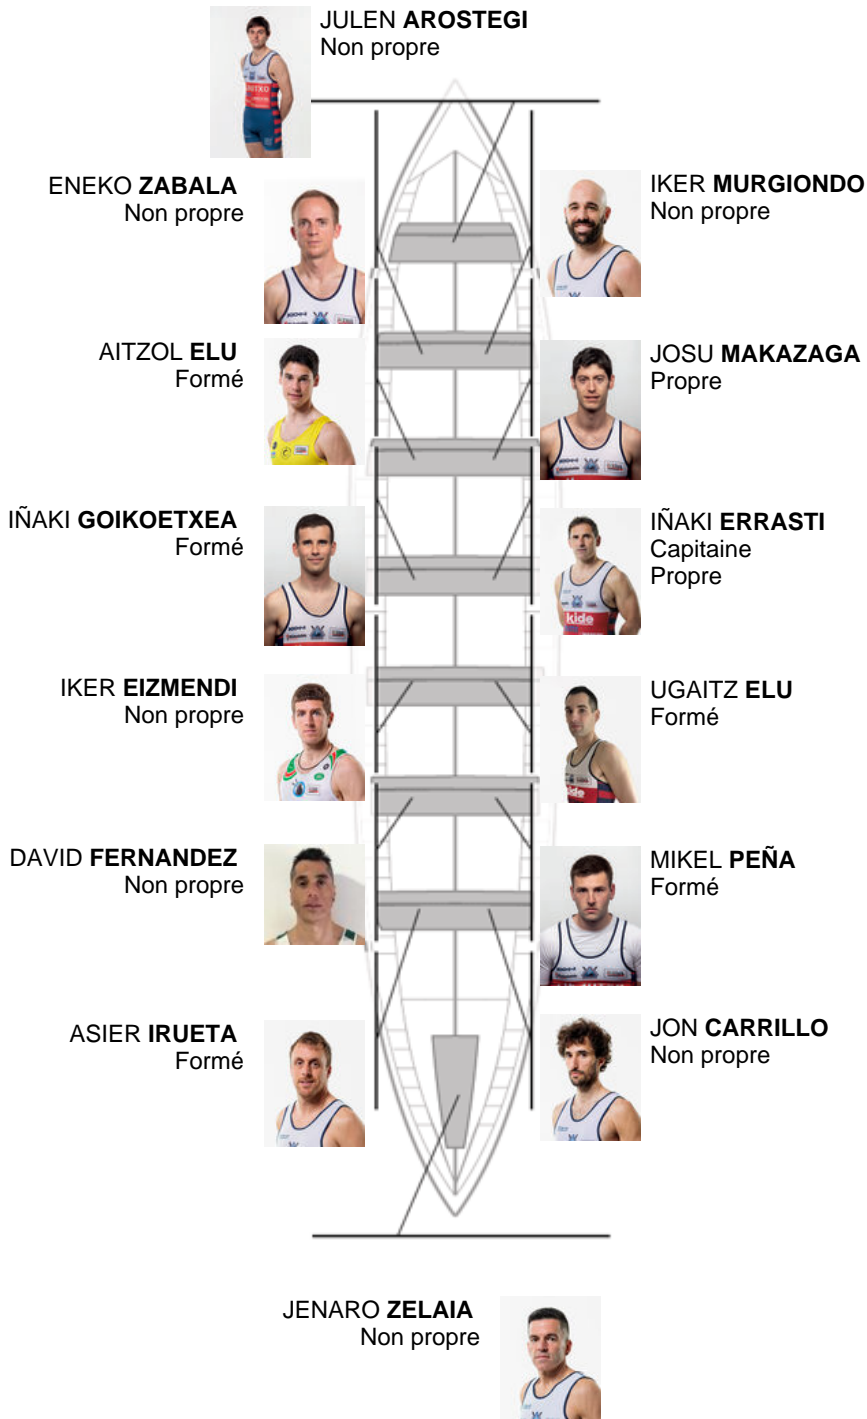 JULEN AROSTEGI
Non propre
ENEKO ZABALA
Non propre
IKER MURGIONDO
Non propre
AITZOL ELU
Formé
JOSU MAKAZAGA
Propre
IÑAKI GOIKOETXEA
Formé
IÑAKI ERRASTI
Capitaine
Propre
IKER EIZMENDI
Non propre
UGAITZ ELU
Formé
DAVID FERNANDEZ
Non propre
MIKEL PEÑA
Formé
ASIER IRUETA
Formé
JON CARRILLO
Non propre
JENARO ZELAIA
Non propre
kide